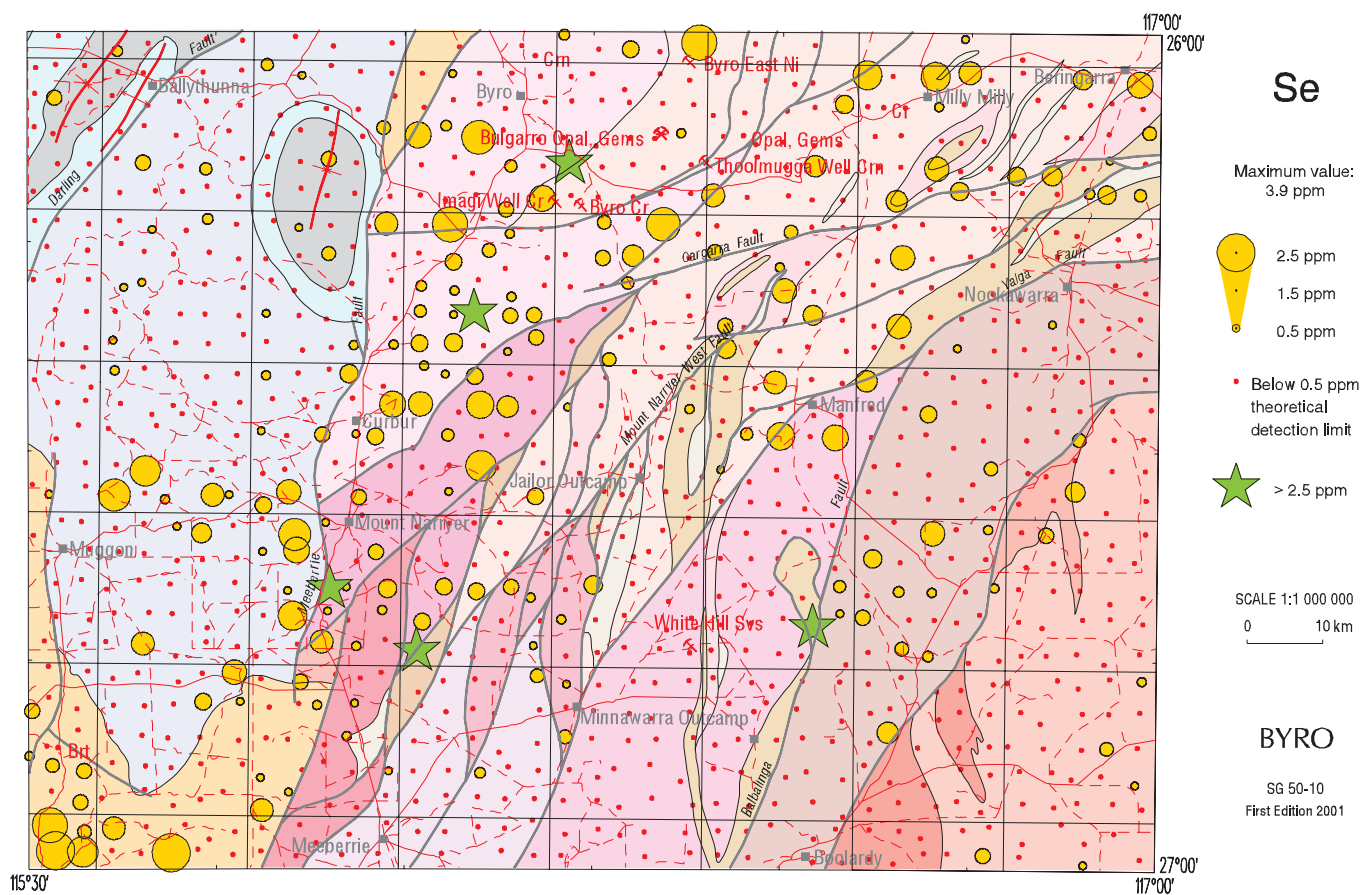 117°00'
26°00'
Fault
Ballythunna
Crn
Byro
Byro East Ni
Beringarra
Milly Milly
Cr
Bulgarro Opal, Gems
Opal, Gems
Thoolmugga Well Crn
Darling
Imagi Well Cr
Byro Cr
Cargarra Fault
Yalga Fault
Nookawarra
Fault
Mount Narryer West Fault
Manfred
Curbur
Jailor Outcamp
Fault
Mount Narryer
Muggon
Meeberrie
White Hill Svs
Minnawarra Outcamp
Brt
Balbalinga
Meeberrie
Boolardy
115°30'
27°00'
117°00'
Se
Maximum value:
3.9 ppm
2.5 ppm
1.5 ppm
0.5 ppm
Below 0.5 ppm
theoretical
detection limit
> 2.5 ppm
SCALE 1:1 000 000
0 10 km
BYRO
SG 50-10
First Edition 2001